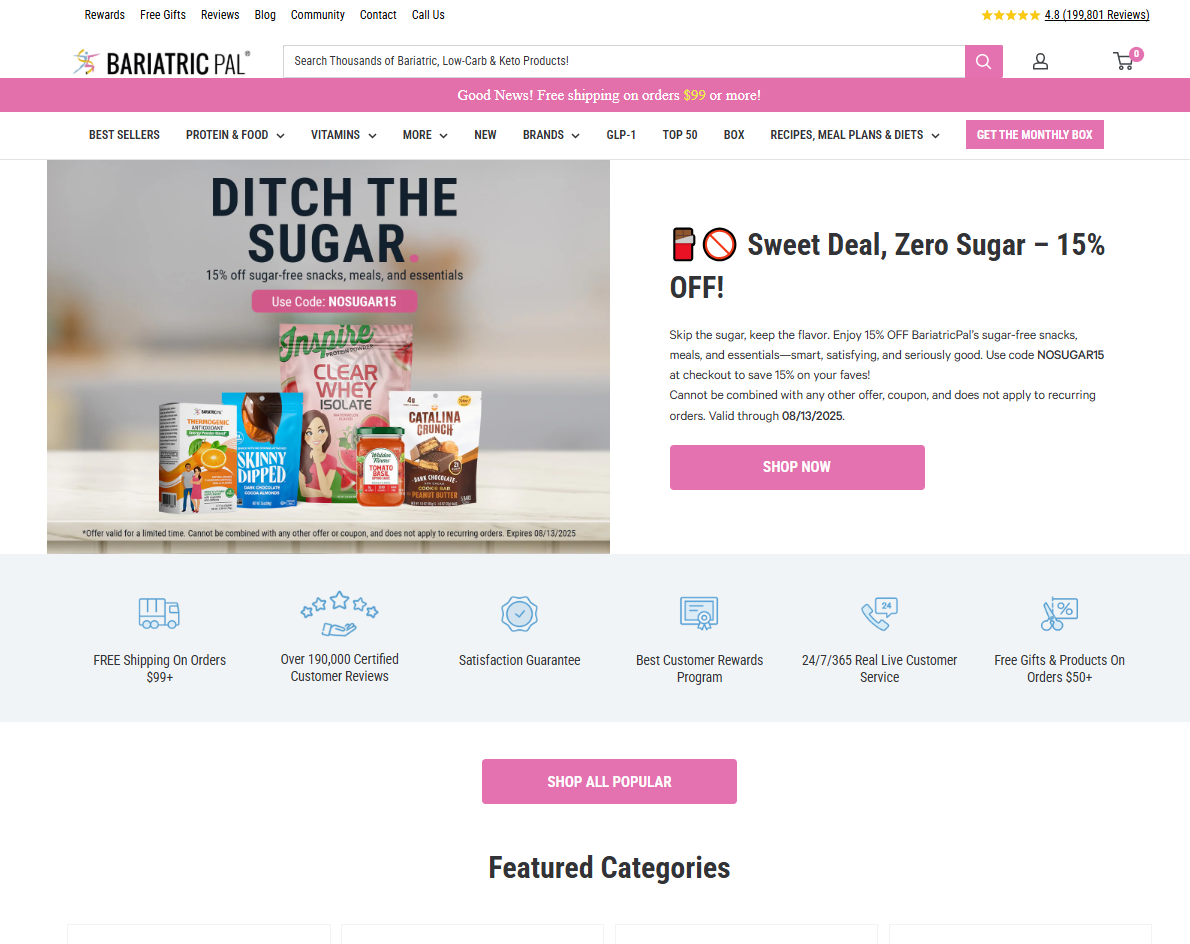 Rewards Free Gifts Reviews Blog Community Contact Call Us
4.8 (199,801 Reviews)
BARIATRIC PAL®
Search Thousands of Bariatric, Low-Carb & Keto Products!
0
Good News! Free shipping on orders $99 or more!
BEST SELLERS PROTEIN & FOOD VITAMINS MORE NEW BRANDS GLP-1 TOP 50 BOX RECIPES, MEAL PLANS & DIETS GET THE MONTHLY BOX
DITCH THE
SUGAR.
15% off sugar-free snacks, meals, and essentials
Use Code: NOSUGAR15
Inspire
PROTEIN POWDER
CLEAR
WHEY
ISOLATE
BARIATRICPAL
THERMOGENIC
ANTIOXIDANT
SKINNY
DIPPED
DARK CHOCOLATE
COCOA ALMONDS
Walden
Farms
TOMATO
BASIL
4g
CATALINA
CRUNCH
DARK CHOCOLATE
COOKIE BAR
PEANUT BUTTER
*Offer valid for a limited time. Cannot be combined with any other offer or coupon, and does not apply to recurring orders. Expires 08/13/2025
Sweet Deal, Zero Sugar – 15%
OFF!
Skip the sugar, keep the flavor. Enjoy 15% OFF BariatricPal's sugar-free snacks,
meals, and essentials—smart, satisfying, and seriously good. Use code NOSUGAR15
at checkout to save 15% on your faves!
Cannot be combined with any other offer, coupon, and does not apply to recurring
orders. Valid through 08/13/2025.
SHOP NOW
FREE Shipping On Orders
$99+
Over 190,000 Certified
Customer Reviews
Satisfaction Guarantee
Best Customer Rewards
Program
24
24/7/365 Real Live Customer
Service
%
Free Gifts & Products On
Orders $50+
SHOP ALL POPULAR
Featured Categories